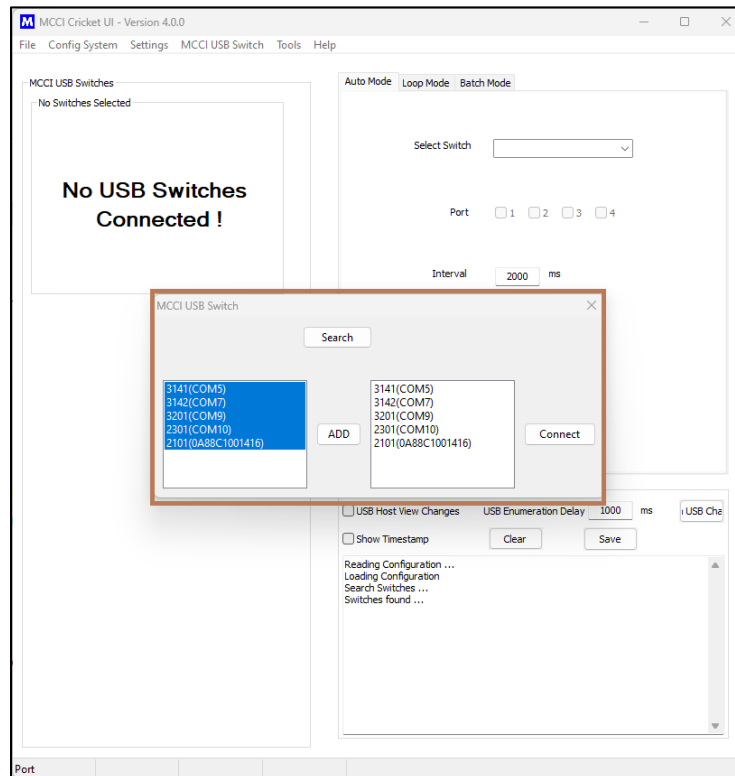 M MCCI Cricket UI - Version 4.0.0
File Config System Settings MCCI USB Switch Tools Help
MCCI USB Switches
No Switches Selected
No USB Switches
Connected !
Auto Mode Loop Mode Batch Mode
Select Switch
Port 1 2 3 4
Interval 2000 ms
MCCI USB Switch
Search
3141(COM5)
3142(COM7)
3201(COM9)
2301(COM10)
2101(0A88C1001416)
ADD
3141(COM5)
3142(COM7)
3201(COM9)
2301(COM10)
2101(0A88C1001416)
Connect
USB Host View Changes USB Enumeration Delay 1000 ms USB Cha
Show Timestamp Clear Save
Reading Configuration ...
Loading Configuration
Search Switches ...
Switches found ...
Port